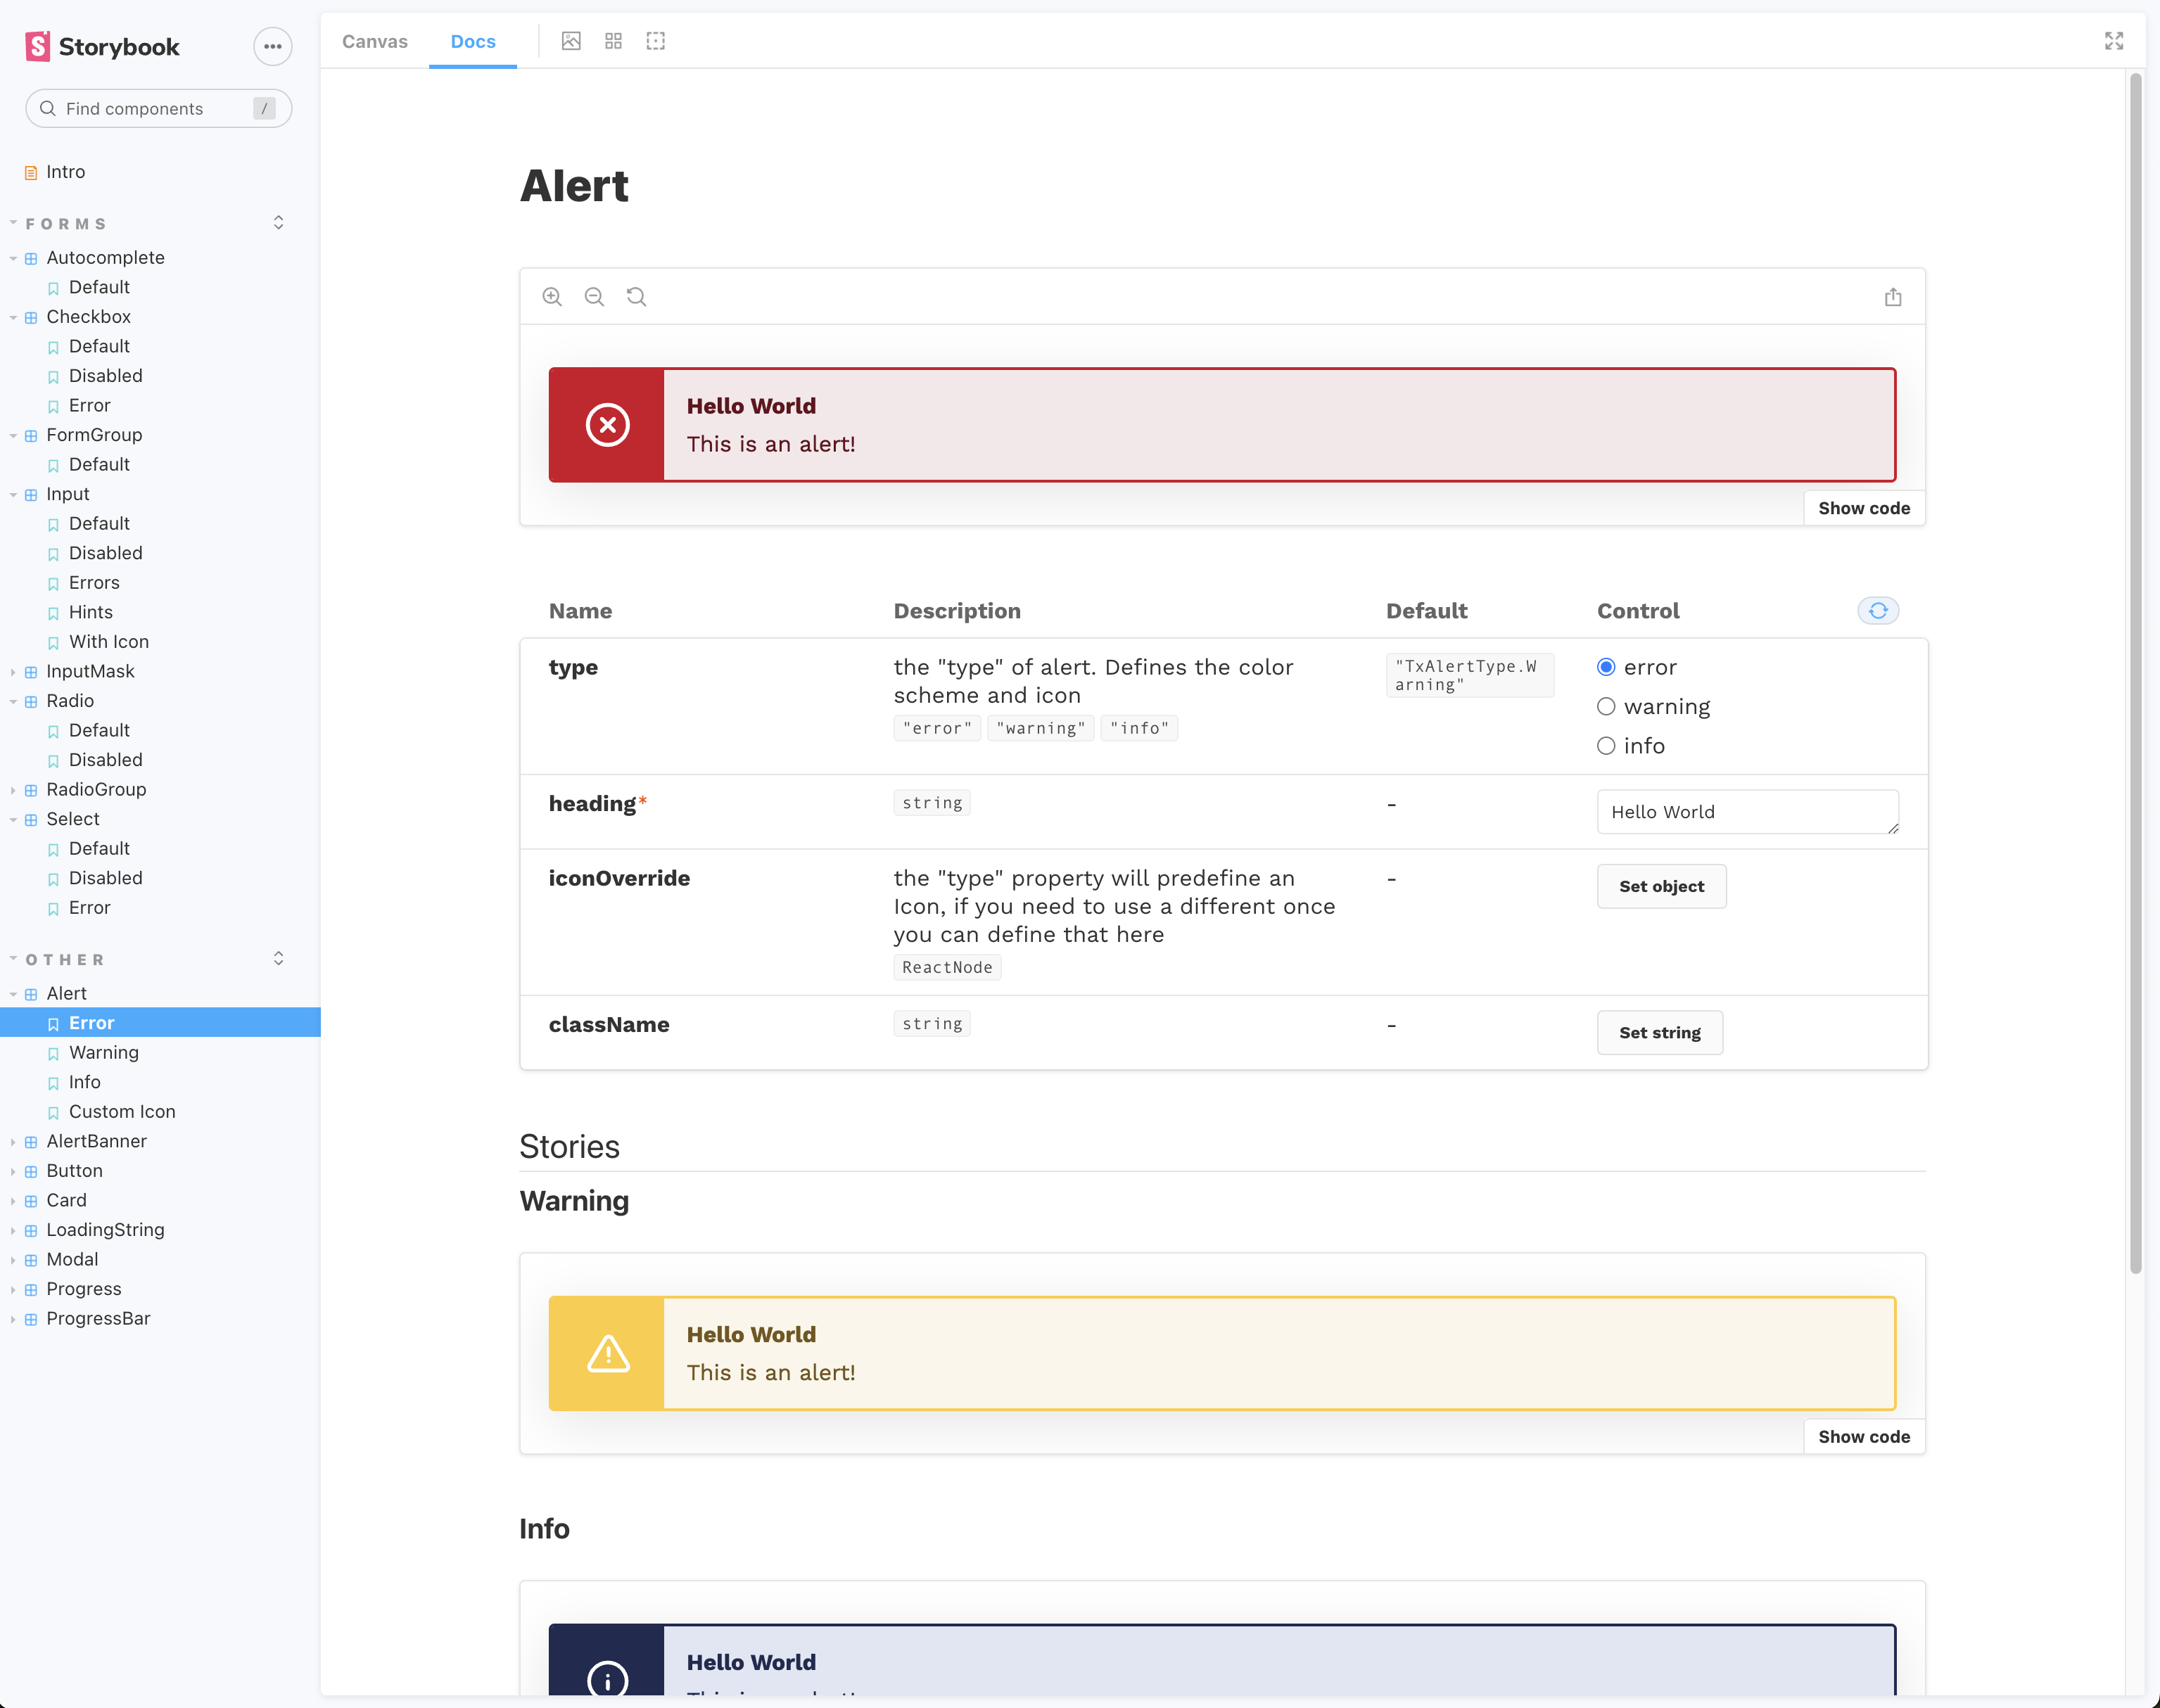 Storybook
Find components /
Intro
FORMS
Autocomplete
Default
Checkbox
Default
Disabled
Error
FormGroup
Default
Input
Default
Disabled
Errors
Hints
With Icon
InputMask
Radio
Default
Disabled
RadioGroup
Select
Default
Disabled
Error
OTHER
Alert
Error
Warning
Info
Custom Icon
AlertBanner
Button
Card
LoadingString
Modal
Progress
ProgressBar
Canvas Docs
Alert
Hello World
This is an alert!
Show code
Name Description Default Control
type
the "type" of alert. Defines the color
scheme and icon
"error" "warning" "info"
"TxAlertType.W
arning"
error
warning
info
heading*
string
-
Hello World
iconOverride
the "type" property will predefine an
Icon, if you need to use a different once
you can define that here
ReactNode
-
Set object
className
string
-
Set string
Stories
Warning
Hello World
This is an alert!
Show code
Info
Hello World